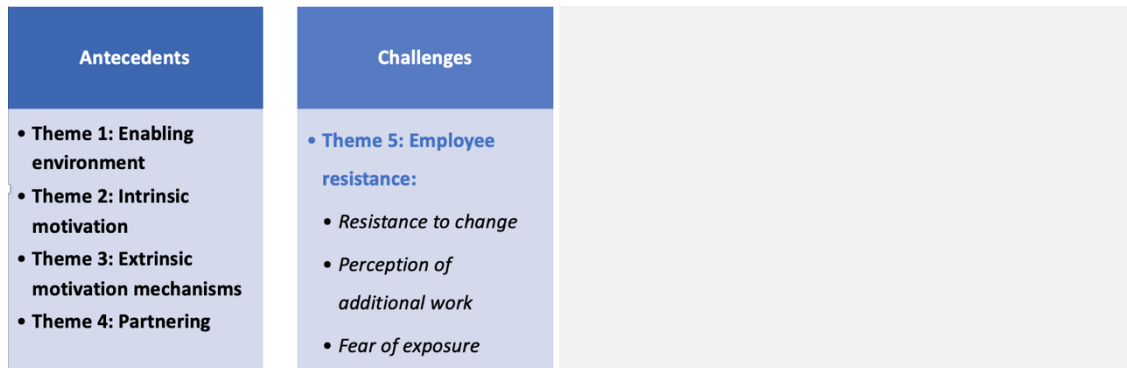 Antecedents
• Theme 1: Enabling
environment
• Theme 2: Intrinsic
motivation
• Theme 3: Extrinsic
motivation mechanisms
• Theme 4: Partnering
Challenges
• Theme 5: Employee
resistance:
• Resistance to change
• Perception of
additional work
• Fear of exposure